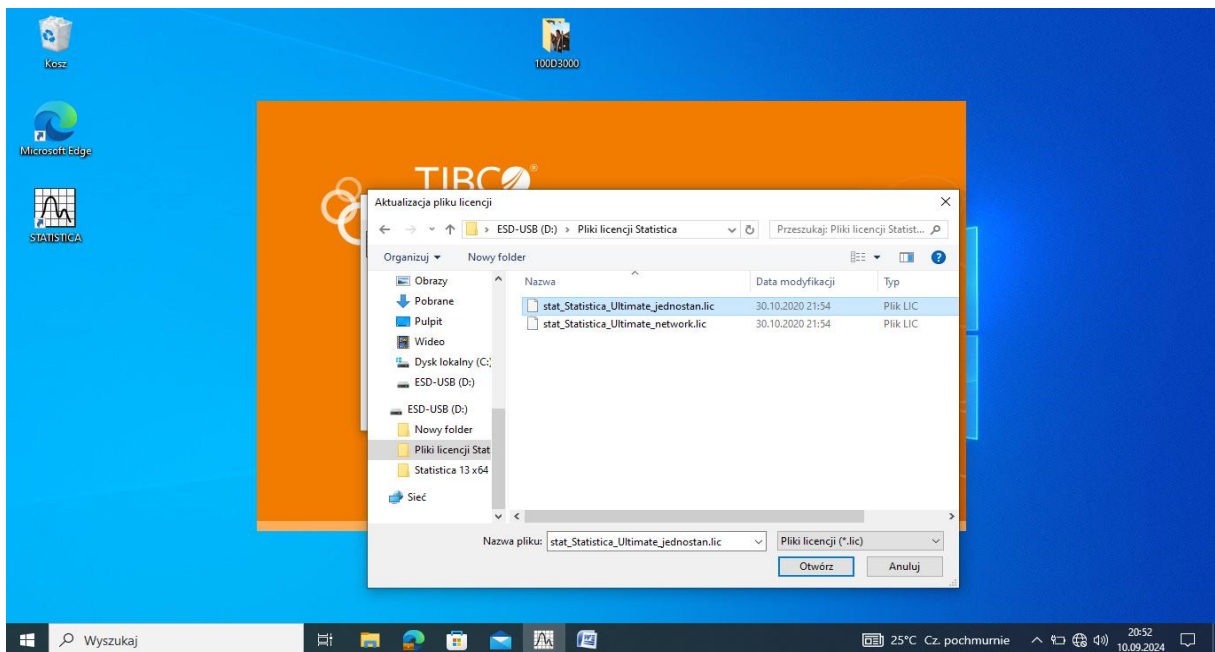 Kosz
100D3000
Microsoft Edge
STATISTICA
TIBCO®
Aktualizacja pliku licencji
ESD-USB (D:) > Pliki licencji Statistica
Przeszukaj: Pliki licencji Statist...
Organizuj
Nowy folder
Nazwa
Data modyfikacji
Typ
Obrazy
Pobrane
Pulpit
Wideo
Dysk lokalny (C:
ESD-USB (D:)
ESD-USB (D:)
Nowy folder
Pliki licencji Stat
Statistica 13 x64
Sieć
stat_Statistica_Ultimate_jednostan.lic 30.10.2020 21:54 Plik LIC
stat_Statistica_Ultimate_network.lic 30.10.2020 21:54 Plik LIC
Nazwa pliku: stat_Statistica_Ultimate_jednostan.lic
Pliki licencji (*.lic)
Otwórz
Anuluj
Wyszukaj
25°C Cz. pochmurnie
20:52
10.09.2024